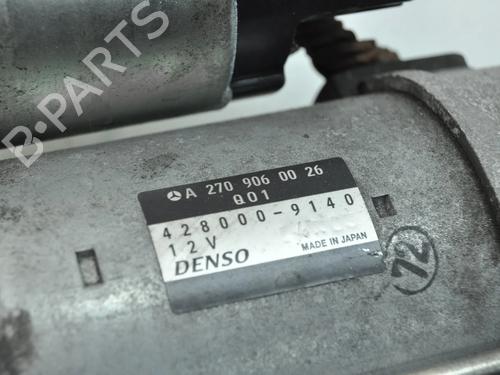 B·PARTS
A 270 906 00 26
Q01
428000-9140
12V
MADE IN JAPAN
DENSO
72